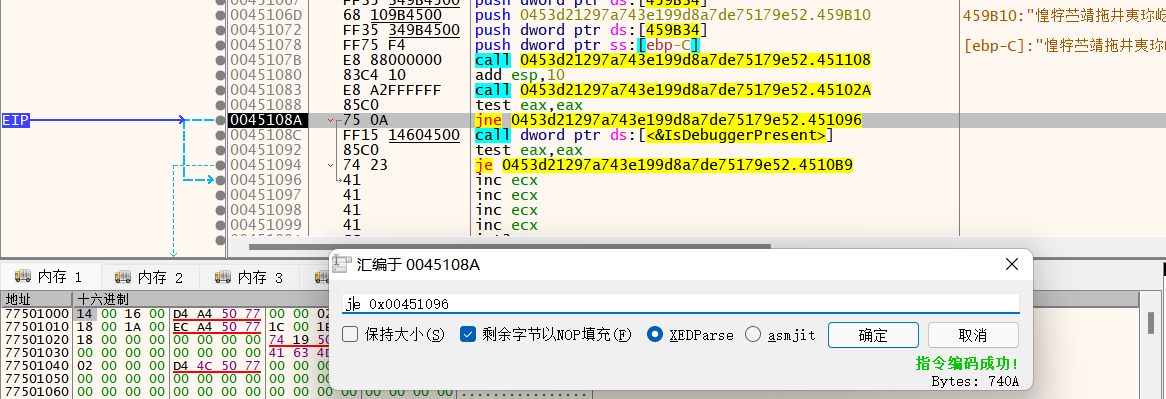 00451067 FF35 349B4500 push dword ptr ds:[459B34]
0045106D 68 109B4500 push 0453d21297a743e199d8a7de75179e52.459B10 459B10:"惶牸苎靖拖井夷珎
00451072 FF35 349B4500 push dword ptr ds:[459B34]
00451078 FF75 F4 push dword ptr ss:[ebp-C] [ebp-C]:"惶牸苎靖拖井夷珎
0045107B E8 88000000 call 0453d21297a743e199d8a7de75179e52.451108
00451080 83C4 10 add esp,10
00451083 E8 A2FFFFFF call 0453d21297a743e199d8a7de75179e52.45102A
00451088 85C0 test eax,eax
EIP 0045108A 75 0A jne 0453d21297a743e199d8a7de75179e52.451096
0045108C FF15 14604500 call dword ptr ds:[<&IsDebuggerPresent>]
00451092 85C0 test eax,eax
00451094 74 23 je 0453d21297a743e199d8a7de75179e52.4510B9
00451096 41 inc ecx
00451097 41 inc ecx
00451098 41 inc ecx
00451099 41 inc ecx
内存 1 内存 2 内存 3
地址 十六进制
77501000 14 00 16 00 D4 A4 50 77 00 00 02
77501010 18 00 1A 00 EC A4 50 77 1C 00 1E
77501020 18 00 00 00 00 00 00 00 74 19 50
77501030 00 00 00 00 00 00 00 00 41 63 4D
77501040 02 00 00 00 D4 4C 50 77 00 00 00
77501050 00 00 00 00 00 00 00 00 00 00 00
77501060 00 00 00 00 00 00 00 00 00 00 00 00 00 00 00 00 ................
汇编于 0045108A
je 0x00451096
保持大小(S) 剩余字节以NOP填充(F) XEDParse asmjit 确定 取消
指令编码成功!
Bytes: 740A